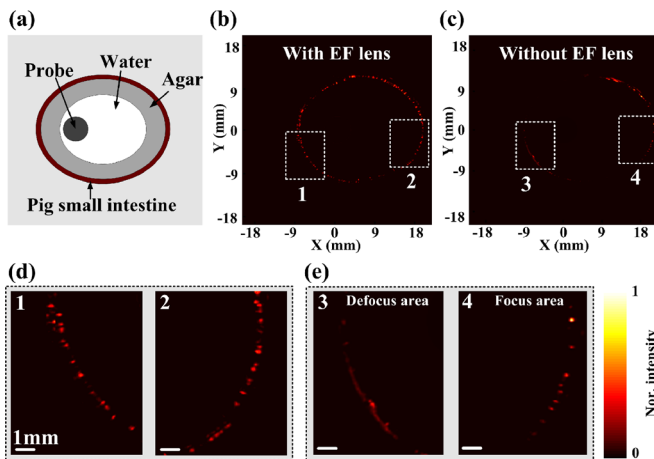 (a)
Probe
Water
Agar
Pig small intestine
(b)
With EF lens
18
9
0
-9
-18
Y (mm)
1
2
-18 -9 0 9 18
X (mm)
(c)
Without EF lens
18
9
0
-9
-18
Y (mm)
3
4
-18 -9 0 9 18
X (mm)
(d)
1
1mm
2
(e)
3 Defocus area
4 Focus area
1
Nor. intensity
0